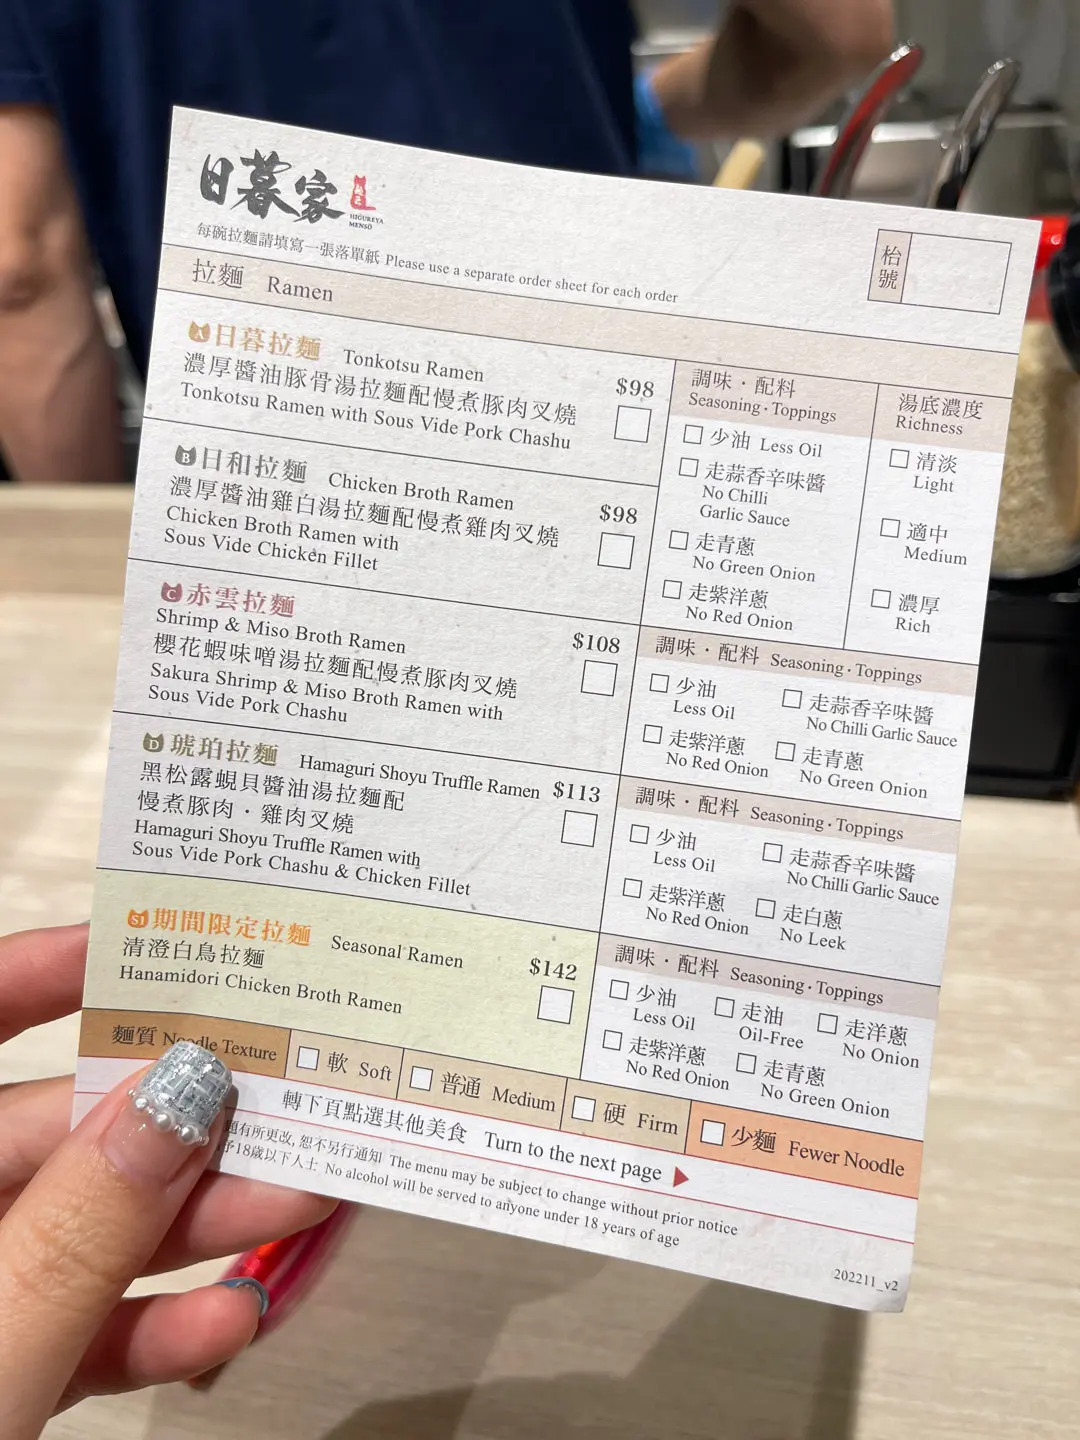 日暮家
極匠
HIGUREYA
MENSO
每碗拉麵請填寫一張落單紙 Please use a separate order sheet for each order
枱號
拉麵 Ramen
A 日暮拉麵 Tonkotsu Ramen
濃厚醬油豚骨湯拉麵配慢煮豚肉叉燒
Tonkotsu Ramen with Sous Vide Pork Chashu
$98
調味・配料
Seasoning・Toppings
少油 Less Oil
走蒜香辛味醬
No Chilli
Garlic Sauce
走青蔥
No Green Onion
走紫洋蔥
No Red Onion
湯底濃度
Richness
清淡
Light
適中
Medium
濃厚
Rich
B 日和拉麵 Chicken Broth Ramen
濃厚醬油雞白湯拉麵配慢煮雞肉叉燒
Chicken Broth Ramen with
Sous Vide Chicken Fillet
$98
C 赤雲拉麵
Shrimp & Miso Broth Ramen
櫻花蝦味噌湯拉麵配慢煮豚肉叉燒
Sakura Shrimp & Miso Broth Ramen with
Sous Vide Pork Chashu
$108
調味・配料 Seasoning・Toppings
少油
Less Oil
走蒜香辛味醬
No Chilli Garlic Sauce
走紫洋蔥
No Red Onion
走青蔥
No Green Onion
D 琥珀拉麵 Hamaguri Shoyu Truffle Ramen
黑松露蜆貝醬油湯拉麵配
慢煮豚肉・雞肉叉燒
Hamaguri Shoyu Truffle Ramen with
Sous Vide Pork Chashu & Chicken Fillet
$113
調味・配料 Seasoning・Toppings
少油
Less Oil
走蒜香辛味醬
No Chilli Garlic Sauce
走紫洋蔥
No Red Onion
走白蔥
No Leek
S1 期間限定拉麵 Seasonal Ramen
清澄白鳥拉麵
Hanamidori Chicken Broth Ramen
$142
調味・配料 Seasoning・Toppings
少油
Less Oil
走油
Oil-Free
走洋蔥
No Onion
走紫洋蔥
No Red Onion
走青蔥
No Green Onion
麵質 Noodle Texture
軟 Soft
普通 Medium
硬 Firm
少麵 Fewer Noodle
轉下頁點選其他美食 Turn to the next page
有所更改, 恕不另行通知 The menu may be subject to change without prior notice
予18歲以下人士 No alcohol will be served to anyone under 18 years of age
202211_v2